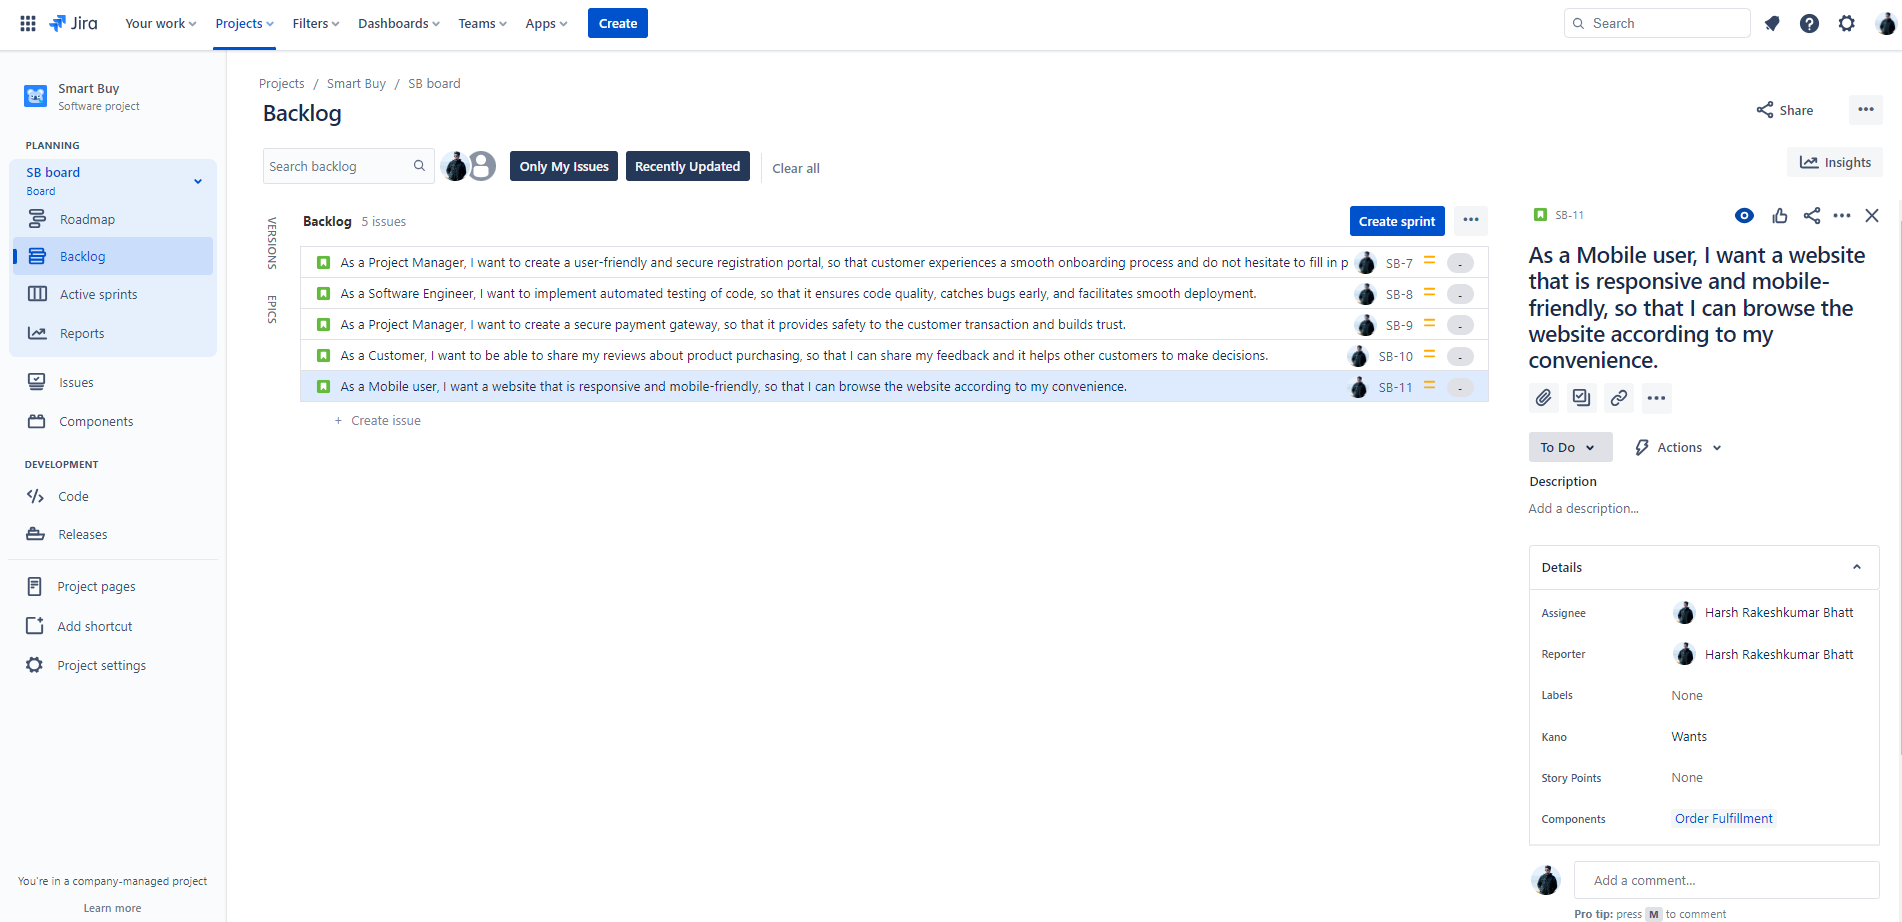 Jira Your work Projects Filters Dashboards Teams Apps Create Search
Smart Buy
Software project
PLANNING
SB board
Board
Roadmap
Backlog
Active sprints
Reports
Issues
Components
DEVELOPMENT
Code
Releases
Project pages
Add shortcut
Project settings
You're in a company-managed project
Learn more
Projects / Smart Buy / SB board
Backlog
Share
Search backlog Only My Issues Recently Updated Clear all
Insights
VERSIONS
EPICS
Backlog 5 issues Create sprint
As a Project Manager, I want to create a user-friendly and secure registration portal, so that customer experiences a smooth onboarding process and do not hesitate to fill in p SB-7 -
As a Software Engineer, I want to implement automated testing of code, so that it ensures code quality, catches bugs early, and facilitates smooth deployment. SB-8 -
As a Project Manager, I want to create a secure payment gateway, so that it provides safety to the customer transaction and builds trust. SB-9 -
As a Customer, I want to be able to share my reviews about product purchasing, so that I can share my feedback and it helps other customers to make decisions. SB-10 -
As a Mobile user, I want a website that is responsive and mobile-friendly, so that I can browse the website according to my convenience. SB-11 -
+ Create issue
SB-11
As a Mobile user, I want a website
that is responsive and mobile-
friendly, so that I can browse the
website according to my
convenience.
To Do Actions
Description
Add a description...
Details
Assignee Harsh Rakeshkumar Bhatt
Reporter Harsh Rakeshkumar Bhatt
Labels None
Kano Wants
Story Points None
Components Order Fulfillment
Add a comment...
Pro tip: press M to comment